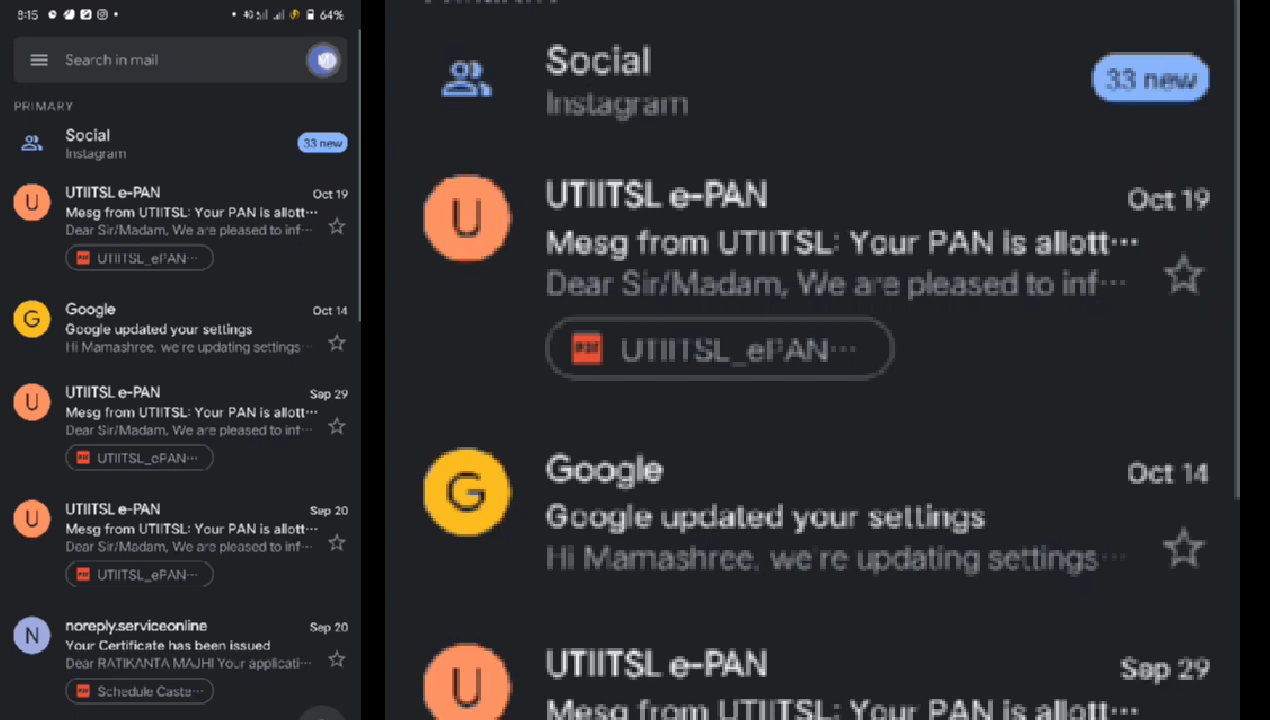 8:15
4G
64%
Search in mail
PRIMARY
Social
Instagram
33 new
UTIITSL e-PAN
Oct 19
Mesg from UTIITSL: Your PAN is allott...
Dear Sir/Madam, We are pleased to inf...
PDF UTIITSL_ePAN...
Google
Oct 14
Google updated your settings
Hi Mamashree, we're updating settings...
UTIITSL e-PAN
Sep 29
Mesg from UTIITSL: Your PAN is allott...
Dear Sir/Madam, We are pleased to inf...
PDF UTIITSL_ePAN...
UTIITSL e-PAN
Sep 20
Mesg from UTIITSL: Your PAN is allott...
Dear Sir/Madam, We are pleased to inf...
PDF UTIITSL_ePAN...
noreply.serviceonline
Sep 20
Your Certificate has been issued
Dear RATIKANTA MAJHI Your applicati...
PDF Schedule Caste...
Social
Instagram
33 new
U
UTIITSL e-PAN
Oct 19
Mesg from UTIITSL: Your PAN is allott...
Dear Sir/Madam, We are pleased to inf...
PDF UTIITSL_ePAN...
G
Google
Oct 14
Google updated your settings
Hi Mamashree, we're updating settings...
U
UTIITSL e-PAN
Sep 29
Mesg from UTIITSL: Your PAN is allott...